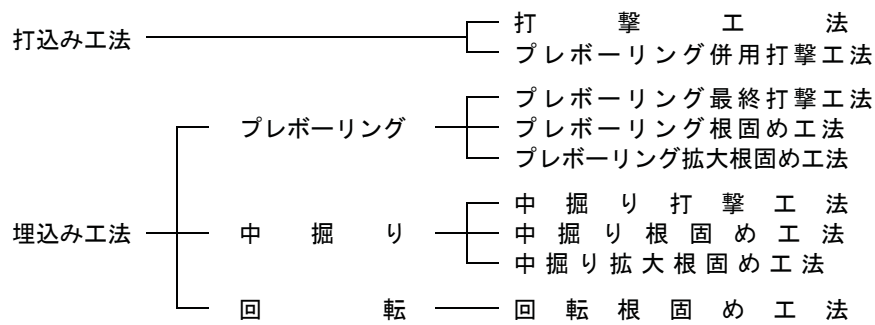 打撃工法
打込み工法
プレボーリング併用打撃工法
プレボーリング最終打撃工法
プレボーリング
プレボーリング根固め工法
プレボーリング拡大根固め工法
中掘り打撃工法
埋込み工法
中掘り
中掘り根固め工法
中掘り拡大根固め工法
回転
回転根固め工法